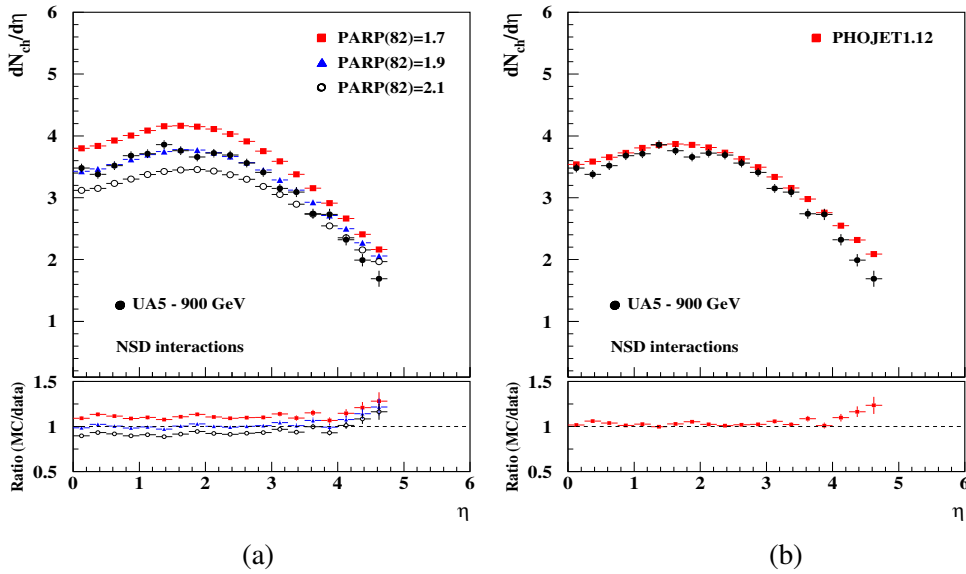 dN_ch/dη
6
5
4
3
2
1
PARP(82)=1.7
PARP(82)=1.9
PARP(82)=2.1
UA5 - 900 GeV
NSD interactions
Ratio (MC/data)
1.5
1
0.5
0 1 2 3 4 5 6
η
(a)
dN_ch/dη
6
5
4
3
2
1
PHOJET1.12
UA5 - 900 GeV
NSD interactions
Ratio (MC/data)
1.5
1
0.5
0 1 2 3 4 5 6
η
(b)